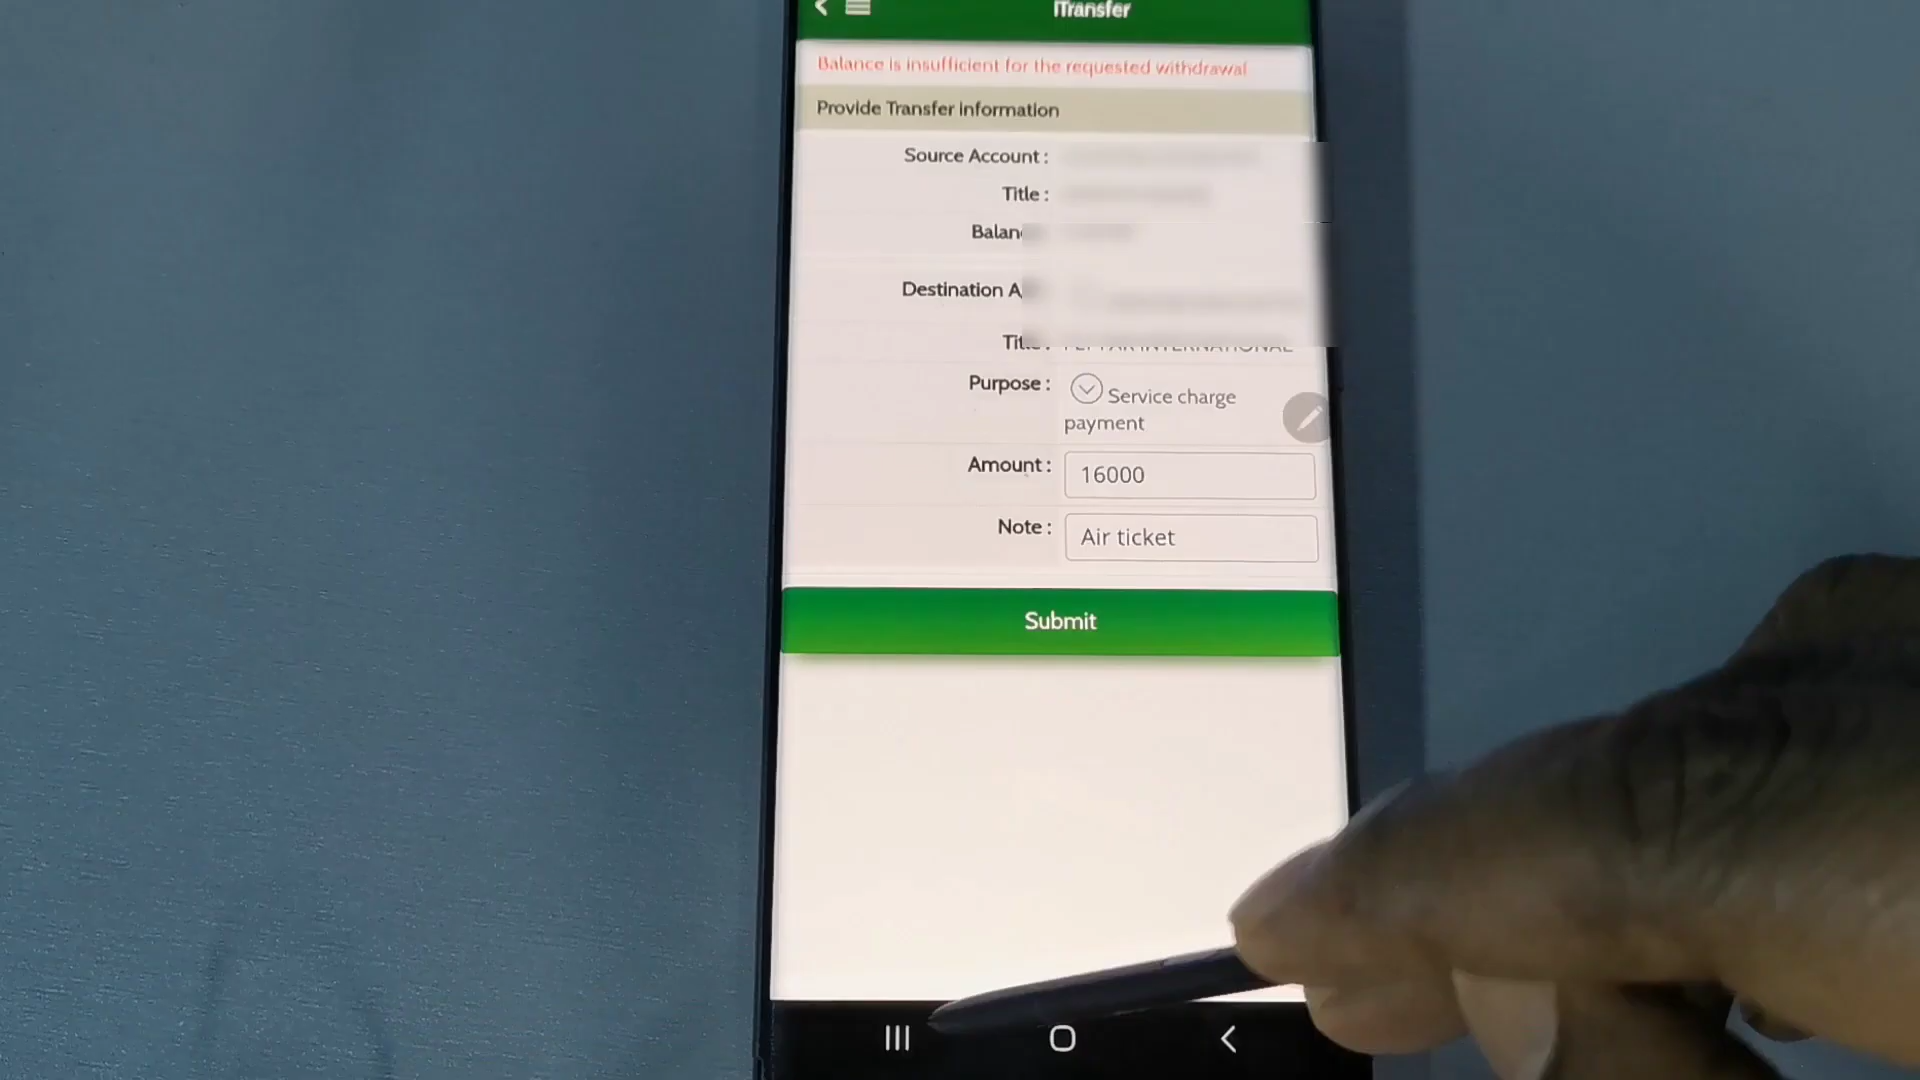 iTransfer
Balance is insufficient for the requested withdrawal
Provide Transfer information
Source Account :
Title :
Destination
Purpose : Service charge
payment
Amount : 16000
Note : Air ticket
Submit